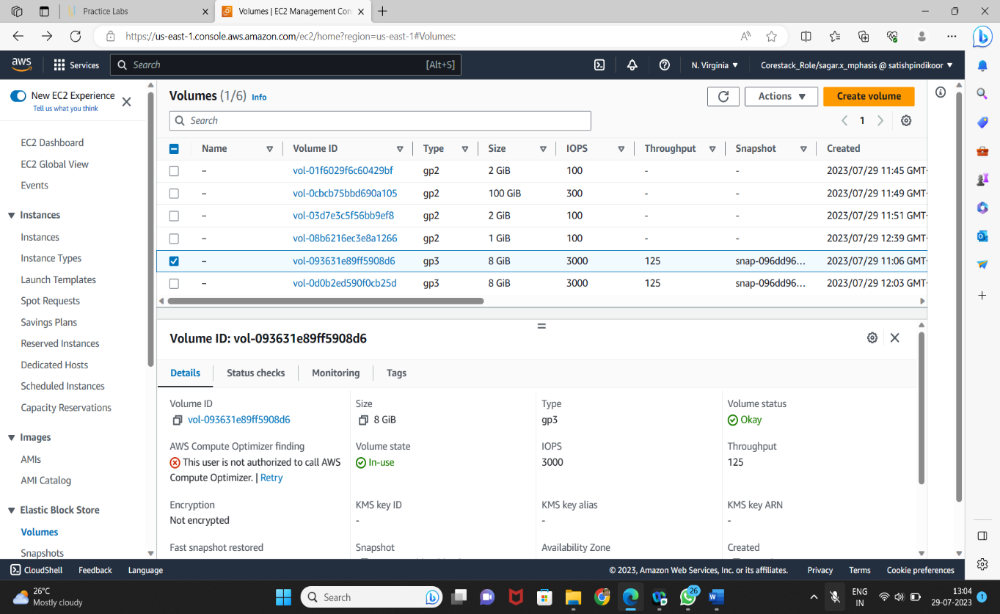 Practice Labs
Volumes | EC2 Management Con
https://us-east-1.console.aws.amazon.com/ec2/home?region=us-east-1#Volumes:
aws
Services
Search
[Alt+S]
N. Virginia
Corestack_Role/sagar.x_mphasis @ satishpindikoor
New EC2 Experience
Tell us what you think
EC2 Dashboard
EC2 Global View
Events
Instances
Instances
Instance Types
Launch Templates
Spot Requests
Savings Plans
Reserved Instances
Dedicated Hosts
Scheduled Instances
Capacity Reservations
Images
AMIs
AMI Catalog
Elastic Block Store
Volumes
Snapshots
Volumes (1/6) Info
Actions
Create volume
Search
1
Name Volume ID Type Size IOPS Throughput Snapshot Created
– vol-01f6029f6c60429bf gp2 2 GiB 100 - - 2023/07/29 11:45 GMT-
– vol-0cbcb75bbd690a105 gp2 100 GiB 300 - - 2023/07/29 11:49 GMT-
– vol-03d7e3c5f56bb9ef8 gp2 2 GiB 100 - - 2023/07/29 11:51 GMT-
– vol-08b6216ec3e8a1266 gp2 1 GiB 100 - - 2023/07/29 12:39 GMT-
– vol-093631e89ff5908d6 gp3 8 GiB 3000 125 snap-096dd96... 2023/07/29 11:06 GMT-
– vol-0d0b2ed590f0cb25d gp3 8 GiB 3000 125 snap-096dd96... 2023/07/29 12:03 GMT-
Volume ID: vol-093631e89ff5908d6
Details Status checks Monitoring Tags
Volume ID Size Type Volume status
vol-093631e89ff5908d6 8 GiB gp3 Okay
AWS Compute Optimizer finding Volume state IOPS Throughput
This user is not authorized to call AWS In-use 3000 125
Compute Optimizer. | Retry
Encryption KMS key ID KMS key alias KMS key ARN
Not encrypted - - -
Fast snapshot restored Snapshot Availability Zone Created
CloudShell Feedback Language
© 2023, Amazon Web Services, Inc. or its affiliates. Privacy Terms Cookie preferences
26°C
Mostly cloudy
Search
26
ENG
IN
13:04
29-07-2023
1